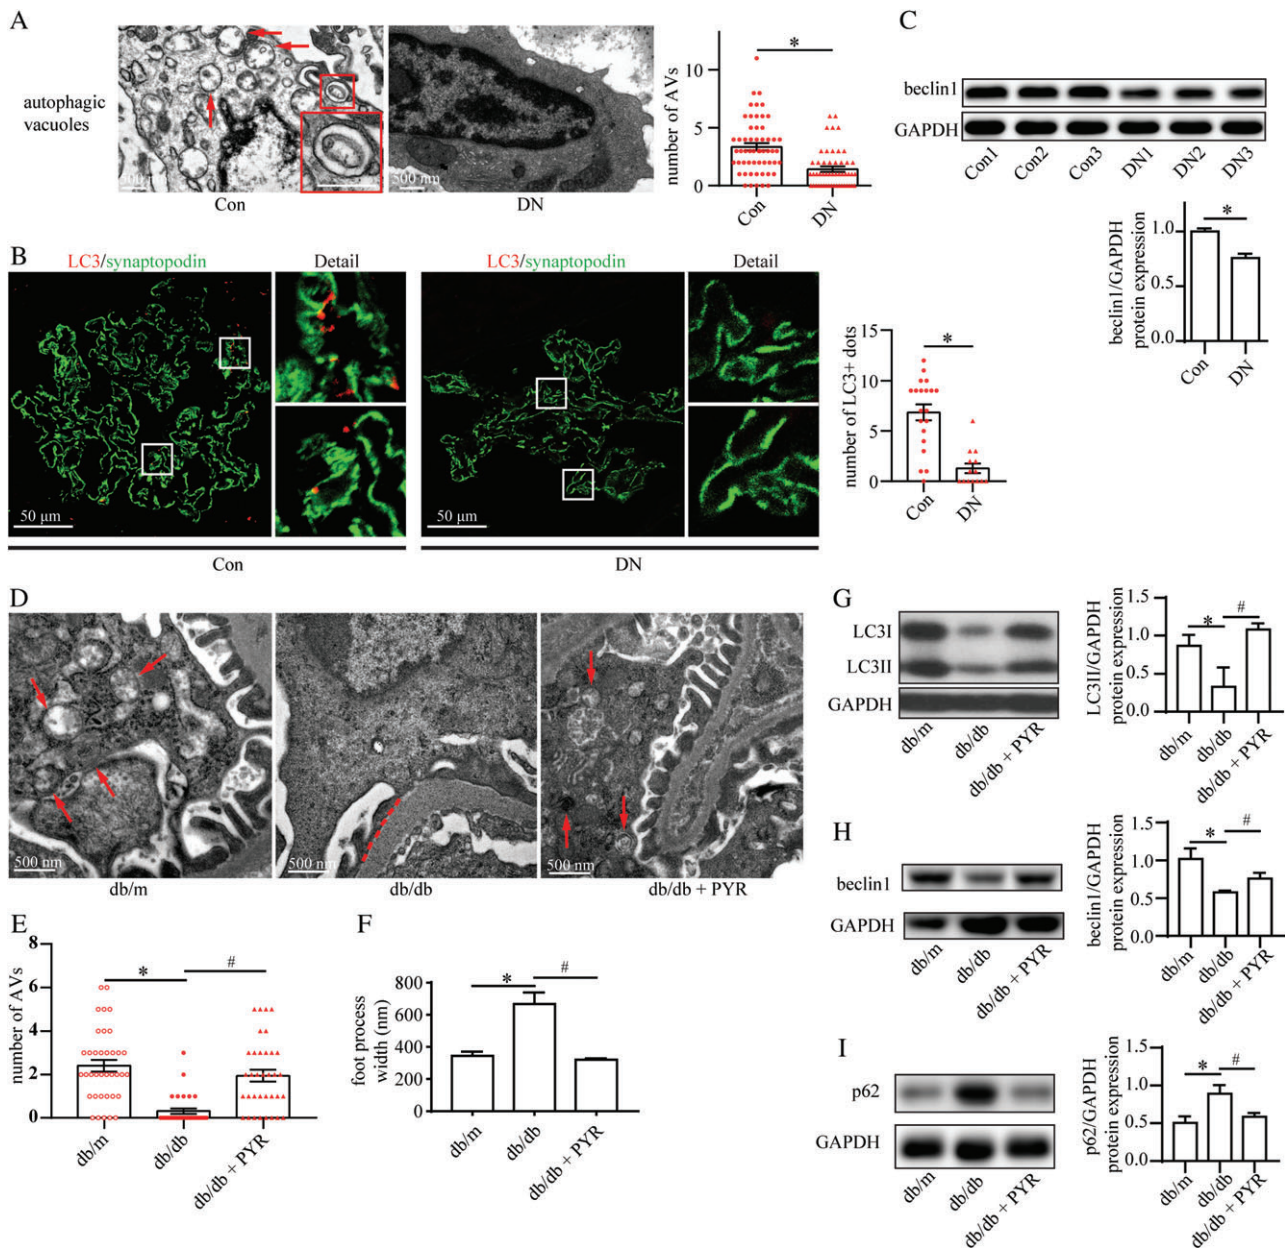 A
autophagic
vacuoles
500 nm
Con
500 nm
DN
number of AVs
10
5
0
*
Con
DN
C
beclin1
GAPDH
Con1
Con2
Con3
DN1
DN2
DN3
beclin1/GAPDH
protein expression
1.0
0.5
0.0
*
Con
DN
B
LC3/synaptopodin
Detail
LC3/synaptopodin
Detail
50 μm
50 μm
Con
DN
number of LC3+ dots
15
10
5
0
*
Con
DN
D
500 nm
500 nm
500 nm
db/m
db/db
db/db + PYR
E
number of AVs
8
6
4
2
0
*
#
db/m
db/db
db/db + PYR
F
foot process
width (nm)
800
600
400
200
0
*
#
db/m
db/db
db/db + PYR
G
LC3I
LC3II
GAPDH
db/m
db/db
db/db + PYR
LC3II/GAPDH
protein expression
1.5
1.0
0.5
0.0
*
#
db/m
db/db
db/db + PYR
H
beclin1
GAPDH
db/m
db/db
db/db + PYR
beclin1/GAPDH
protein expression
1.5
1.0
0.5
0.0
*
#
db/m
db/db
db/db + PYR
I
p62
GAPDH
db/m
db/db
db/db + PYR
p62/GAPDH
protein expression
1.5
1.0
0.5
0.0
*
#
db/m
db/db
db/db + PYR